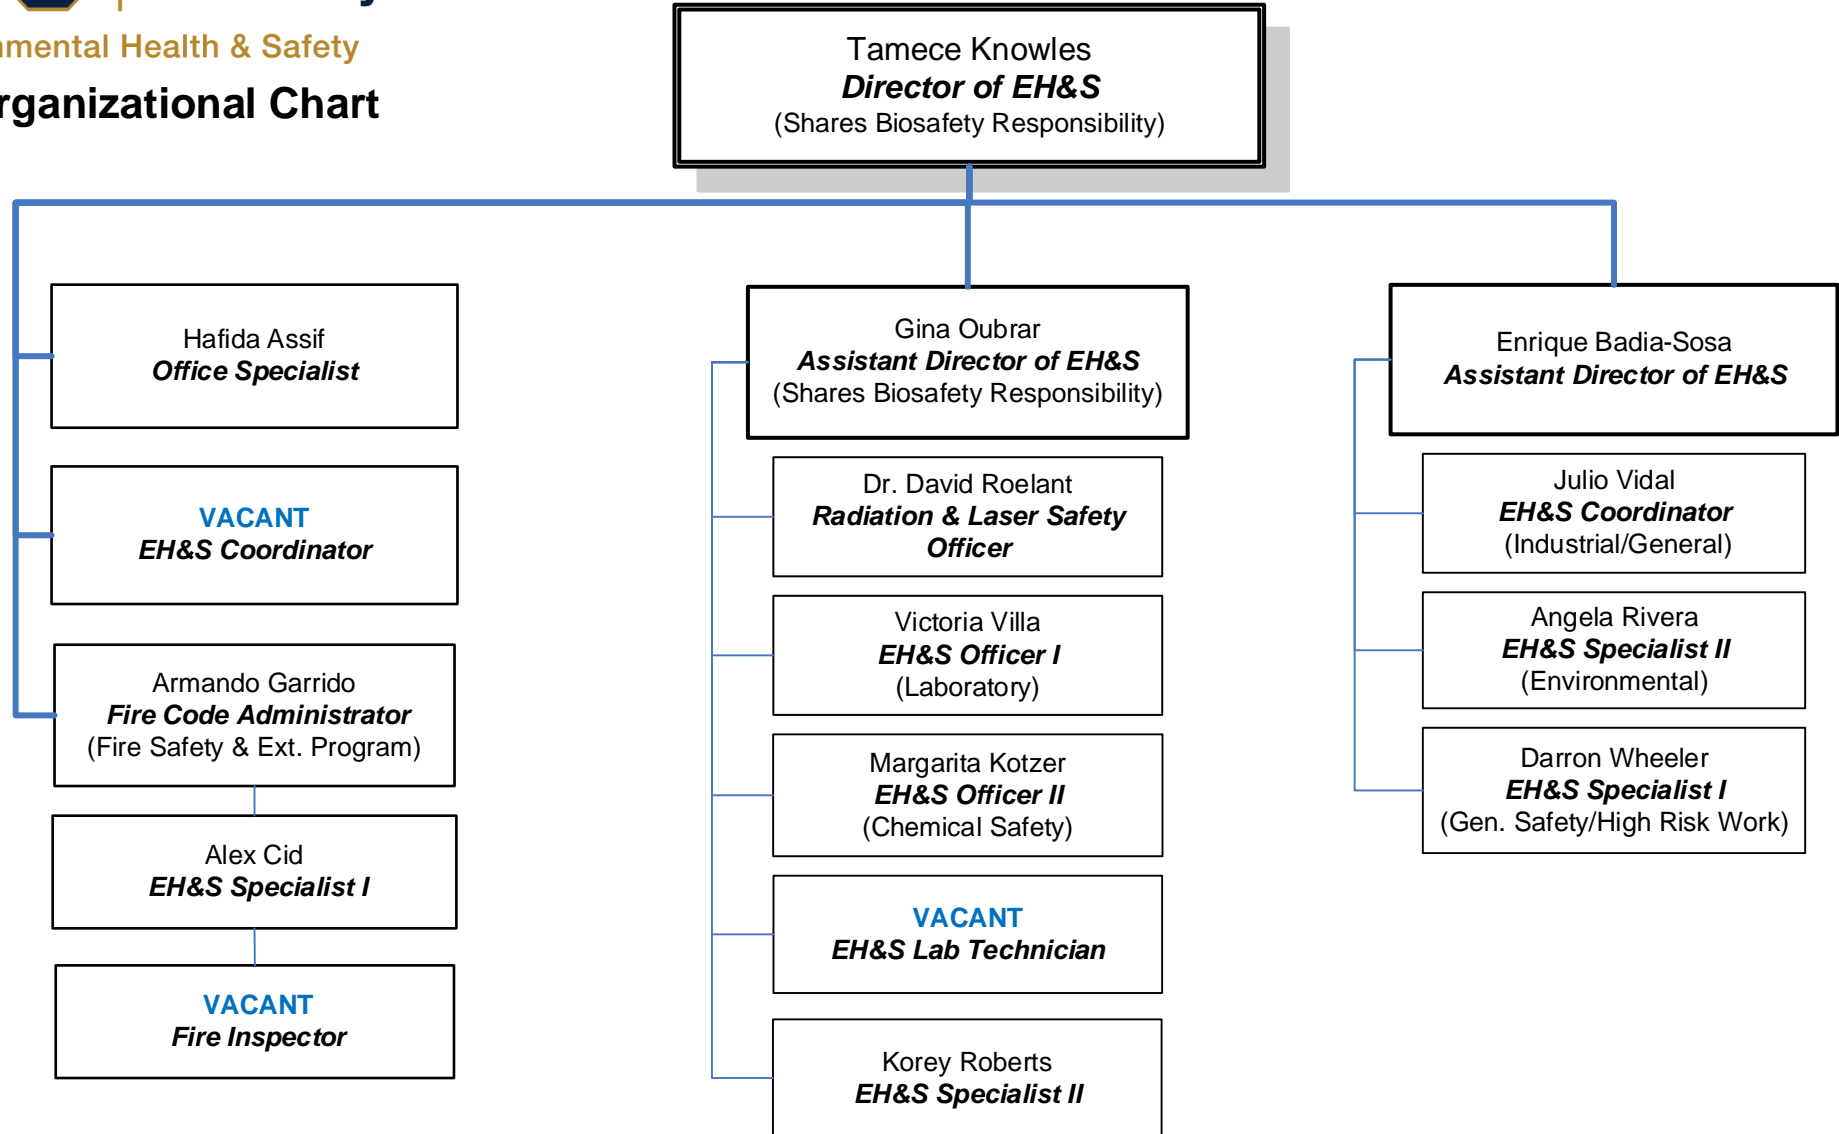 Health & Safety
Chart
Tamece Knowles
Director of EH&S
(Shares Biosafety Responsibility)
Hafida Assif
Office Specialist
VACANT
EH&S Coordinator
Armando Garrido
Fire Code Administrator
(Fire Safety & Ext. Program)
Alex Cid
EH&S Specialist I
VACANT
Fire Inspector
Gina Oubrar
Assistant Director of EH&S
(Shares Biosafety Responsibility)
Dr. David Roelant
Radiation & Laser Safety
Officer
Victoria Villa
EH&S Officer I
(Laboratory)
Margarita Kotzer
EH&S Officer II
(Chemical Safety)
VACANT
EH&S Lab Technician
Korey Roberts
EH&S Specialist II
Enrique Badia-Sosa
Assistant Director of EH&S
Julio Vidal
EH&S Coordinator
(Industrial/General)
Angela Rivera
EH&S Specialist II
(Environmental)
Darron Wheeler
EH&S Specialist I
(Gen. Safety/High Risk Work)